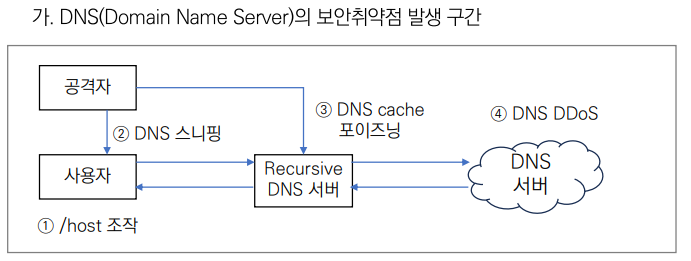 가. DNS(Domain Name Server)의 보안취약점 발생 구간
공격자
② DNS 스니핑
③ DNS cache
포이즈닝
④ DNS DDoS
사용자
Recursive
DNS 서버
DNS
서버
① /host 조작